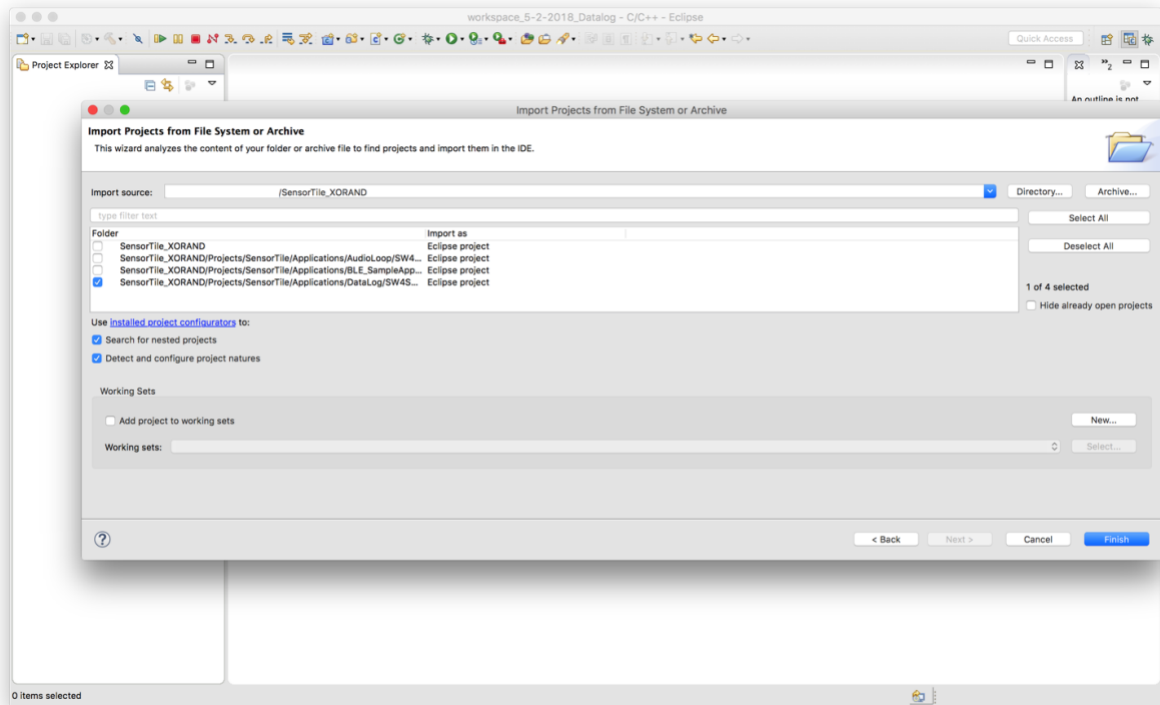 workspace_5-2-2018_Datalog - C/C++ - Eclipse
Quick Access
Project Explorer
2
An outline is not
Import Projects from File System or Archive
Import Projects from File System or Archive
This wizard analyzes the content of your folder or archive file to find projects and import them in the IDE.
Import source: /SensorTile_XORAND Directory... Archive...
type filter text Select All
Folder Import as
SensorTile_XORAND Eclipse project Deselect All
SensorTile_XORAND/Projects/SensorTile/Applications/AudioLoop/SW4... Eclipse project
SensorTile_XORAND/Projects/SensorTile/Applications/BLE_SampleApp... Eclipse project
SensorTile_XORAND/Projects/SensorTile/Applications/DataLog/SW4S... Eclipse project
1 of 4 selected
Hide already open projects
Use installed project configurators to:
Search for nested projects
Detect and configure project natures
Working Sets
Add project to working sets New...
Working sets: Select...
? < Back Next > Cancel Finish
0 items selected